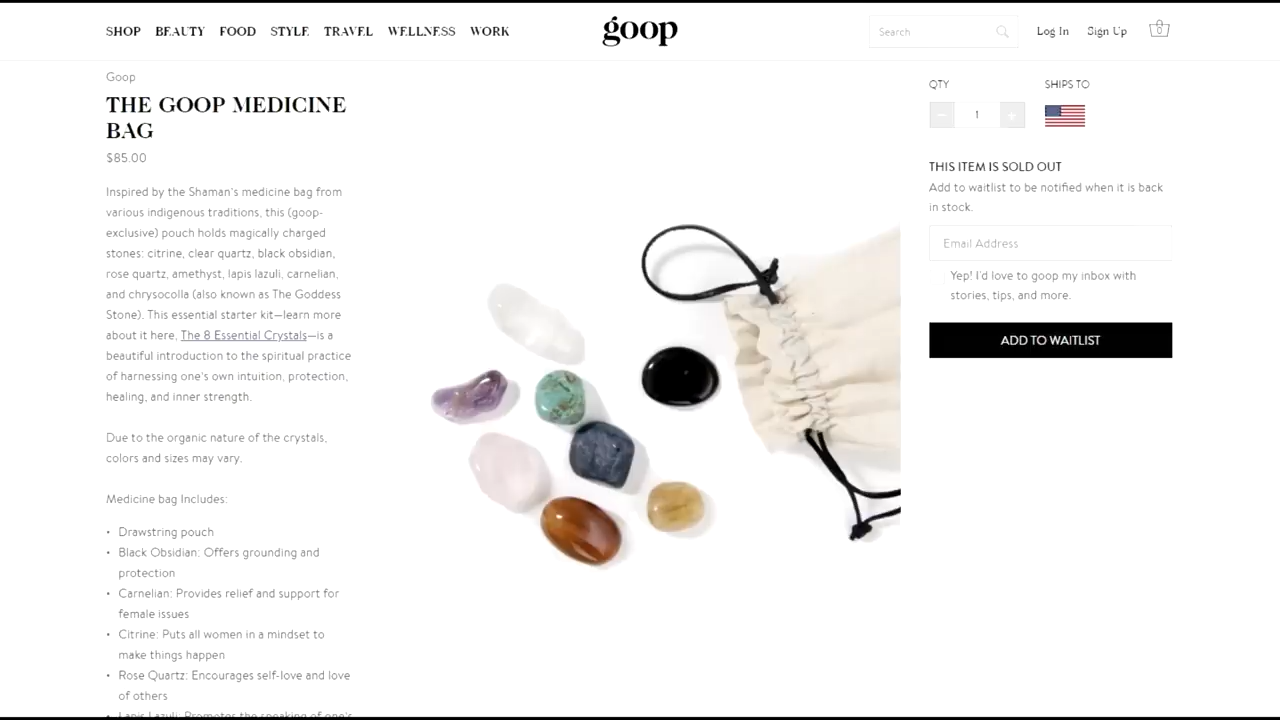 SHOP BEAUTY FOOD STYLE TRAVEL WELLNESS WORK
goop
Search
Log In Sign Up
0
Goop
THE GOOP MEDICINE
BAG
$85.00
Inspired by the Shaman's medicine bag from
various indigenous traditions, this (goop-
exclusive) pouch holds magically charged
stones: citrine, clear quartz, black obsidian,
rose quartz, amethyst, lapis lazuli, carnelian,
and chrysocolla (also known as The Goddess
Stone). This essential starter kit—learn more
about it here, The 8 Essential Crystals—is a
beautiful introduction to the spiritual practice
of harnessing one's own intuition, protection,
healing, and inner strength.
Due to the organic nature of the crystals,
colors and sizes may vary.
Medicine bag Includes:
• Drawstring pouch
• Black Obsidian: Offers grounding and
protection
• Carnelian: Provides relief and support for
female issues
• Citrine: Puts all women in a mindset to
make things happen
• Rose Quartz: Encourages self-love and love
of others
• Lapis Lazuli: Promotes the speaking of one's
QTY
SHIPS TO
− 1 +
THIS ITEM IS SOLD OUT
Add to waitlist to be notified when it is back
in stock.
Email Address
Yep! I'd love to goop my inbox with
stories, tips, and more.
ADD TO WAITLIST